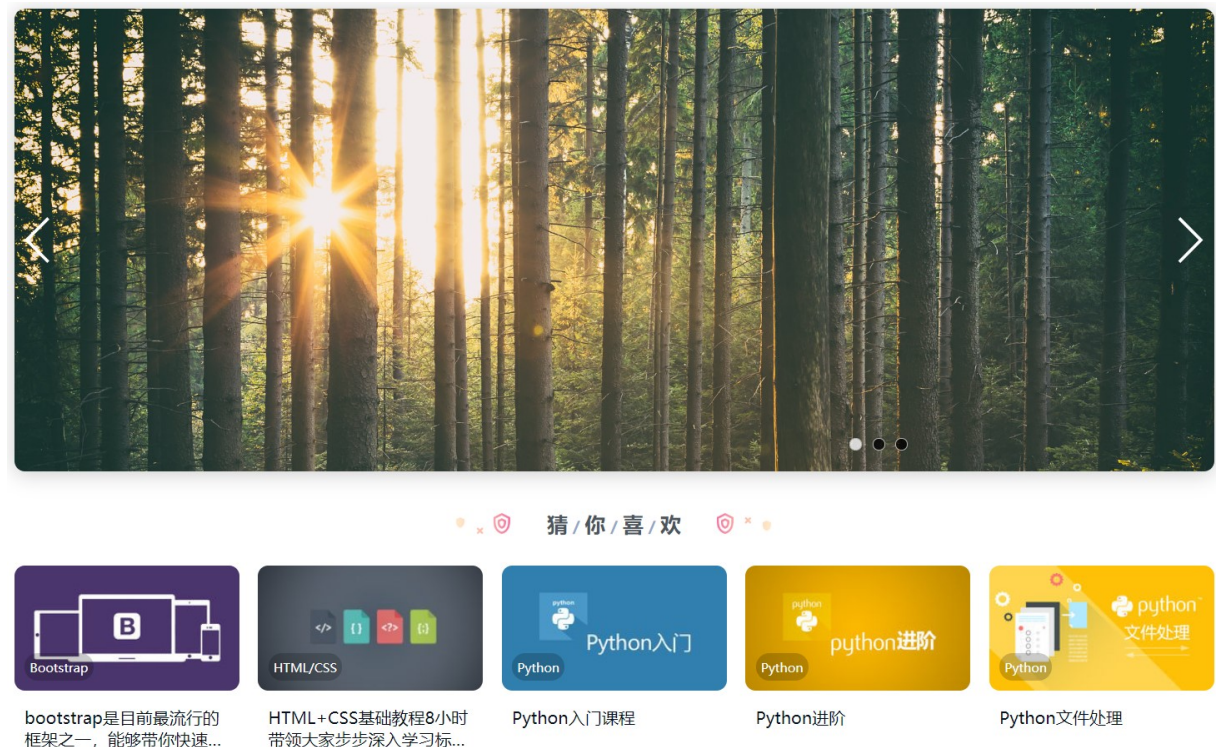 猜/你/喜/欢
B
Bootstrap
</>
{}
<?>
{;}
HTML/CSS
python
Python入门
Python
python
python进阶
Python
python™
文件处理
Python
bootstrap是目前最流行的
框架之一，能够带你快速...
HTML+CSS基础教程8小时
带领大家步步深入学习标...
Python入门课程
Python进阶
Python文件处理